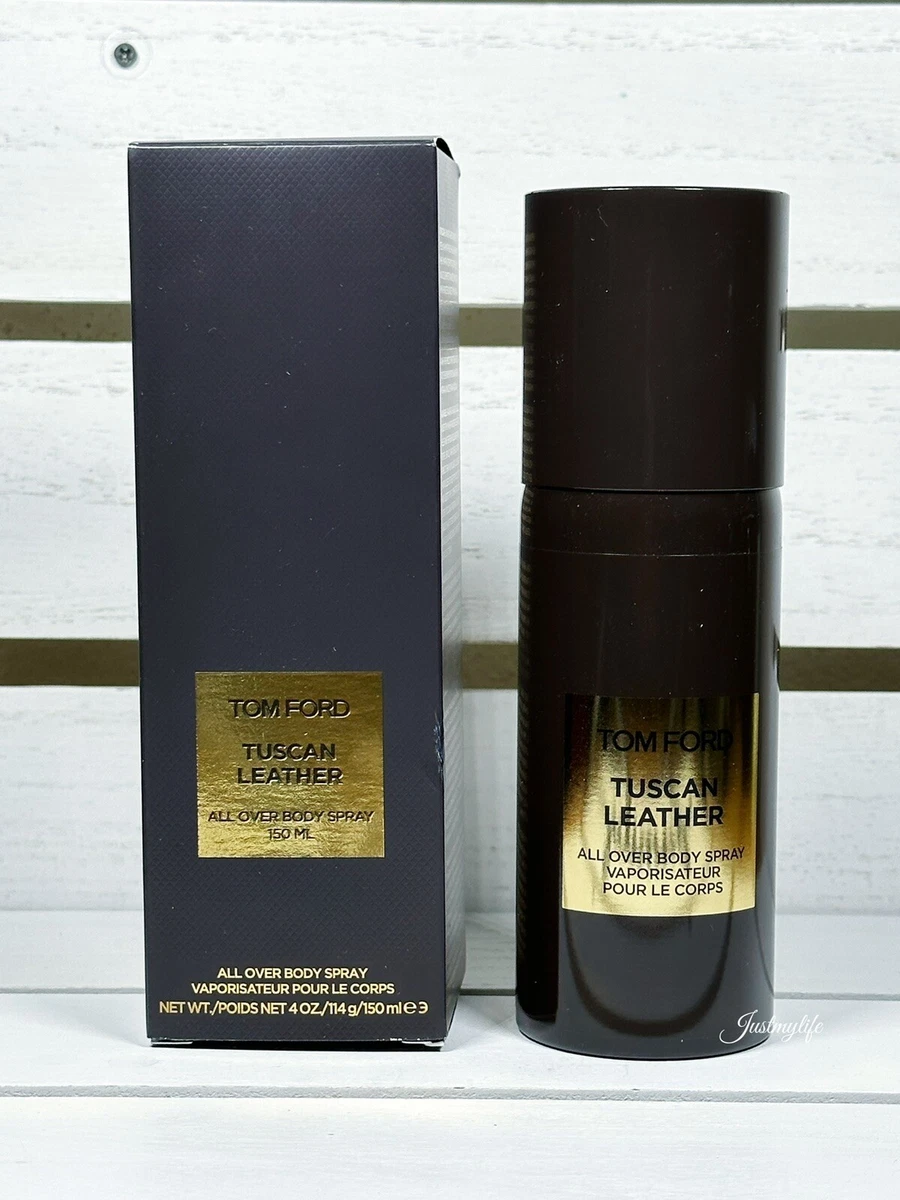 TOM FORD
TUSCAN
LEATHER
ALL OVER BODY SPRAY
150 ML
ALL OVER BODY SPRAY
VAPORISATEUR POUR LE CORPS
NET WT./POIDS NET 4 OZ./114 g/150 ml ℮ ϶
TOM FORD
TUSCAN
LEATHER
ALL OVER BODY SPRAY
VAPORISATEUR
POUR LE CORPS
Justmylife